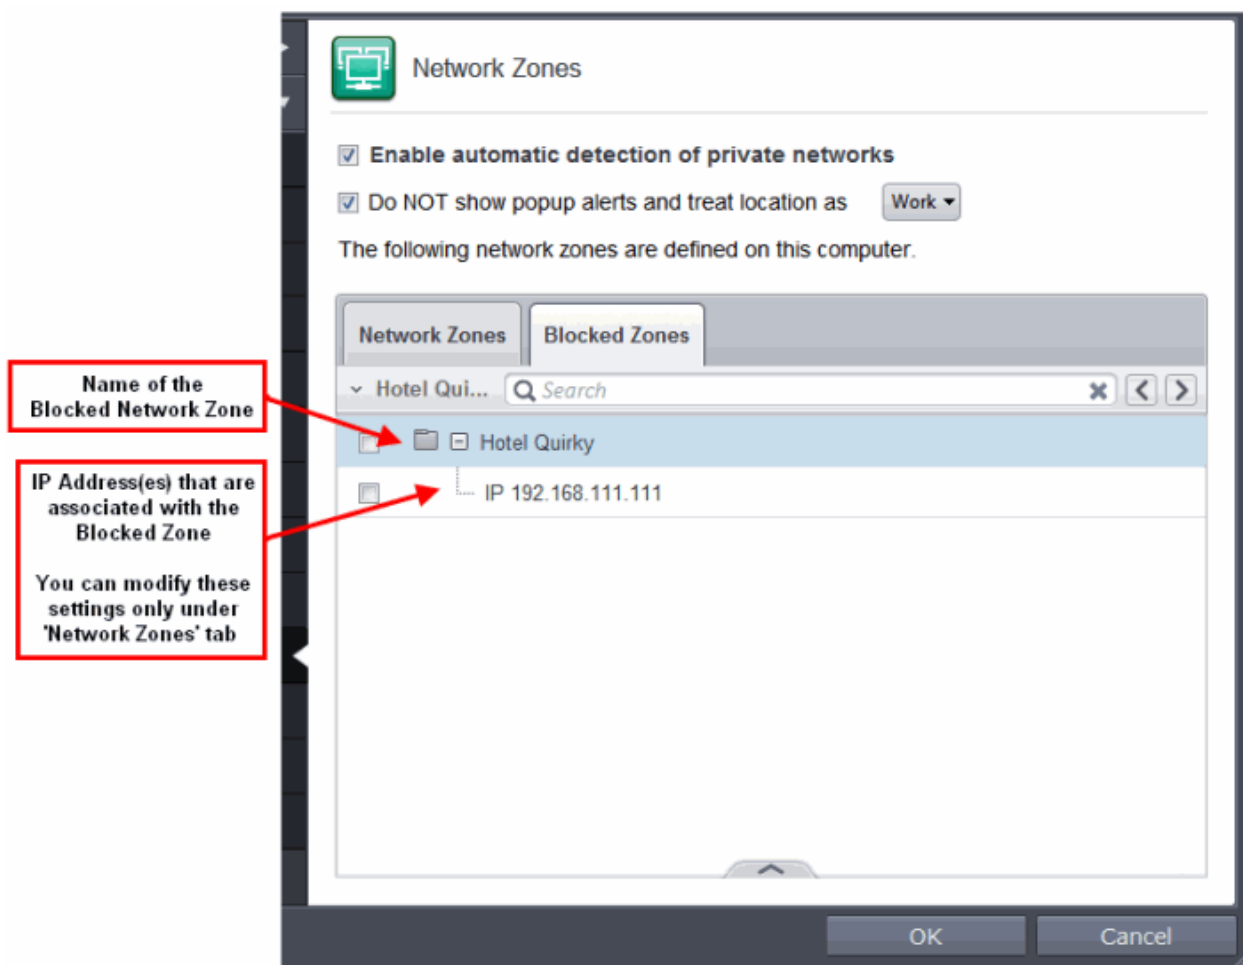 Network Zones
Enable automatic detection of private networks
Do NOT show popup alerts and treat location as Work
The following network zones are defined on this computer.
Network Zones Blocked Zones
Hotel Qui... Search
Name of the
Blocked Network Zone
Hotel Quirky
IP Address(es) that are
associated with the
Blocked Zone
You can modify these
settings only under
'Network Zones' tab
IP 192.168.111.111
OK Cancel